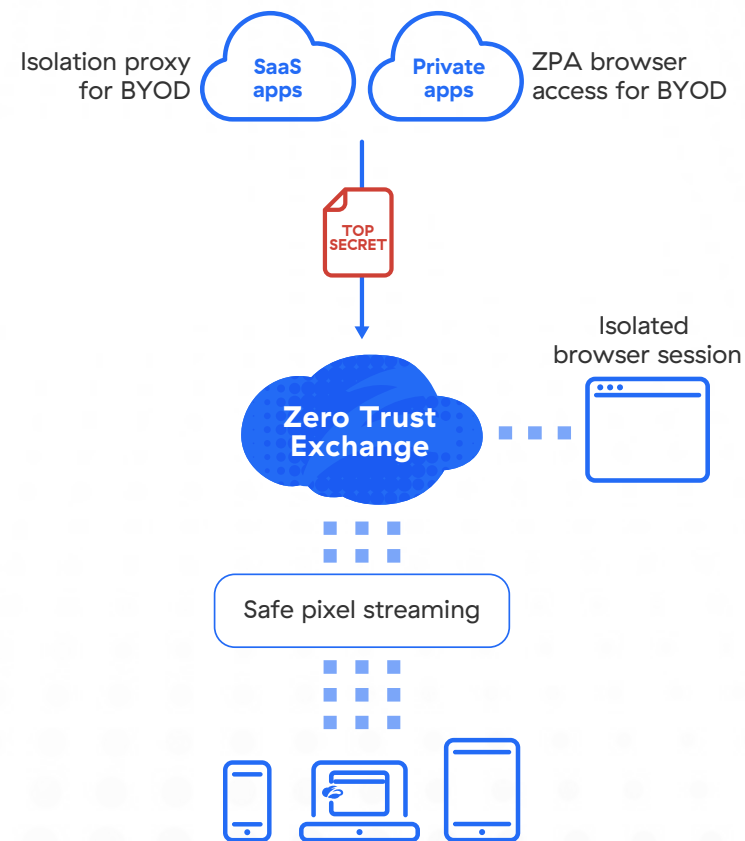 Isolation proxy
for BYOD
SaaS
apps
Private
apps
ZPA browser
access for BYOD
TOP
SECRET
Isolated
browser session
Zero Trust
Exchange
Safe pixel streaming